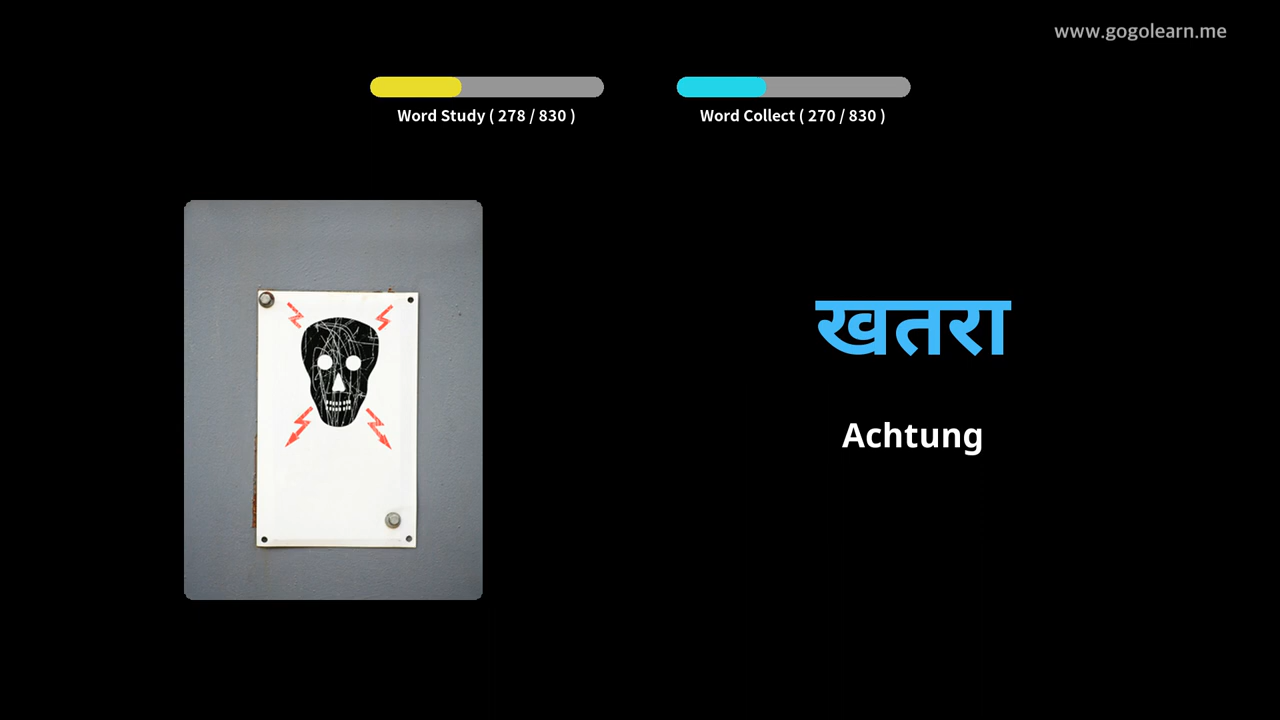 www.gogolearn.me
Word Study ( 278 / 830 )
Word Collect ( 270 / 830 )
खतरा
Achtung